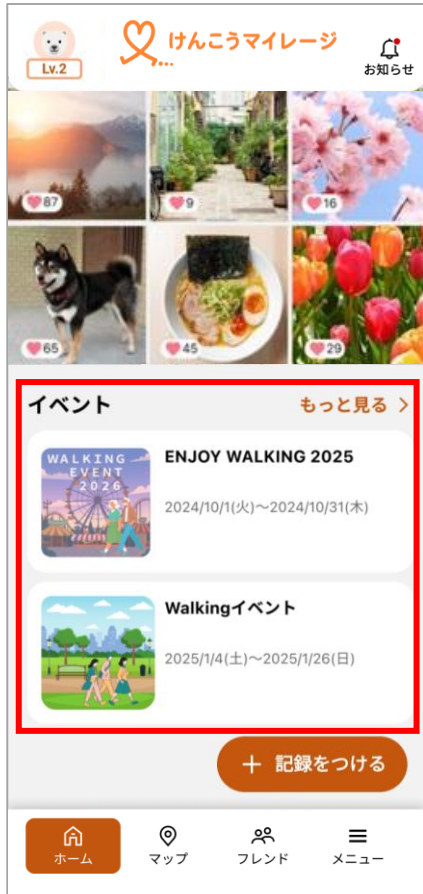 けんこうマイレージ
Lv.2
お知らせ
87
9
16
65
45
29
イベント
もっと見る
WALKING
EVENT
2026
ENJOY WALKING 2025
2024/10/1(火)～2024/10/31(木)
Walkingイベント
2025/1/4(土)～2025/1/26(日)
＋ 記録をつける
ホーム
マップ
フレンド
メニュー